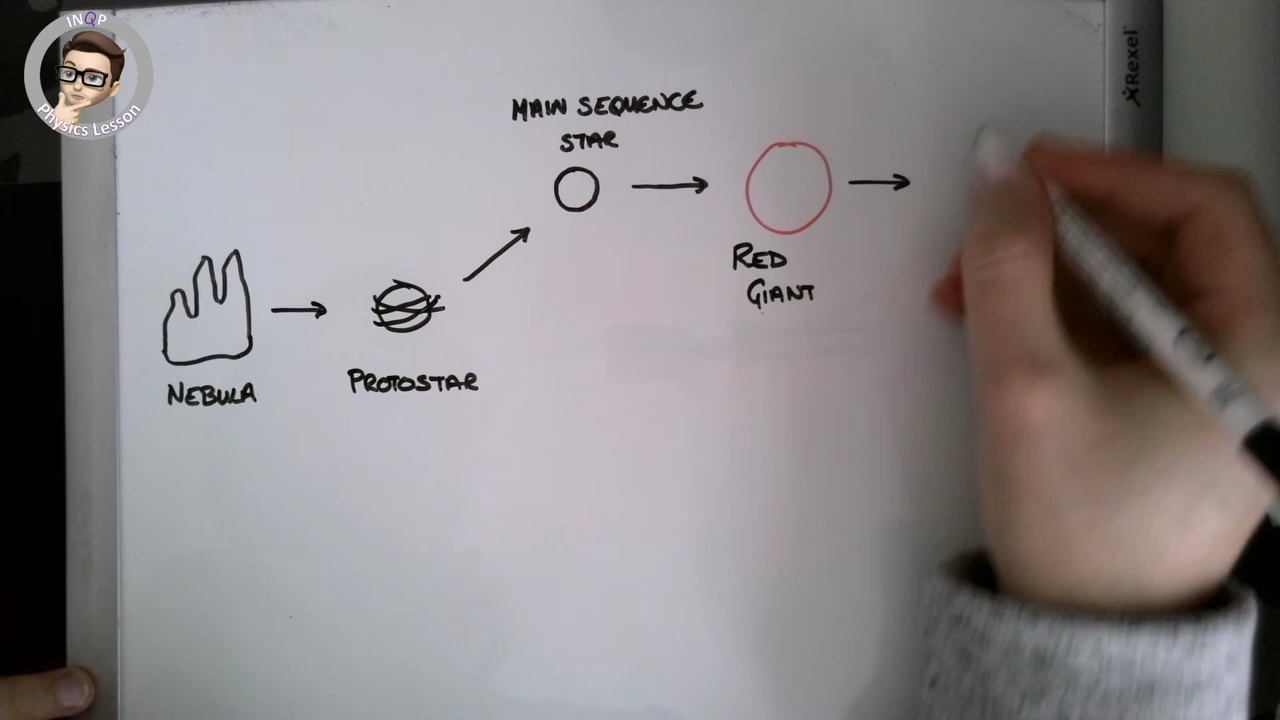 INQP
Physics Lesson
Rexel
MAIN SEQUENCE
STAR
RED
GIANT
NEBULA
PROTOSTAR